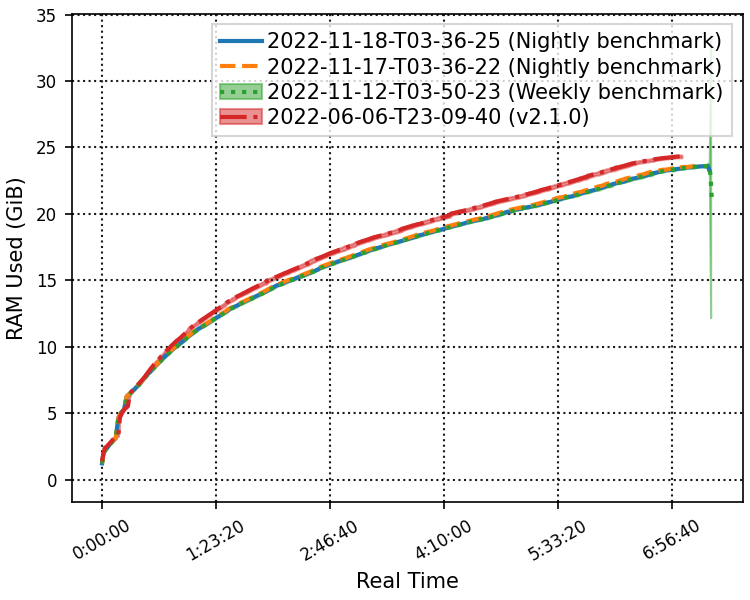 35
30
25
20
15
10
5
0
RAM Used (GiB)
2022-11-18-T03-36-25 (Nightly benchmark)
2022-11-17-T03-36-22 (Nightly benchmark)
2022-11-12-T03-50-23 (Weekly benchmark)
2022-06-06-T23-09-40 (v2.1.0)
0:00:00
1:23:20
2:46:40
4:10:00
5:33:20
6:56:40
Real Time